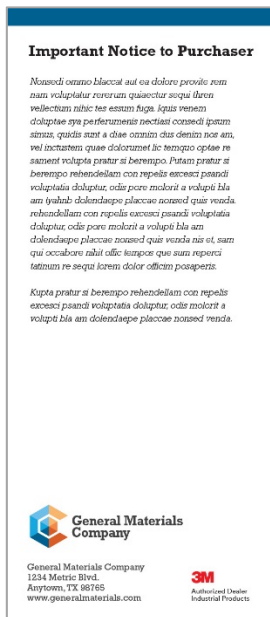 Important Notice to Purchaser
Nonsedi ommo blaccat aut ea dolore provite rem
nam voluptatur rererum quiaectur sequi thren
vellectium nihic tes essum fuga. Iquis venem
doluptae sya perferumenis nectiasi consedi ipsum
simus, quidis sunt a diae omnim dus denim nos am,
vel inctustem quae dolorumet lic temquo optae re
sament volupta pratur si berempo. Putam pratur si
berempo rehendellam con repelis excesci psandi
voluptatia doluptur, odis pore molorit a volupti bla
am tyahnb dolendaepe placcae nonsed quis venda.
rehendellam con repelis excesci psandi voluptatia
doluptur, odis pore molorit a volupti bla am
dolendaepe placcae nonsed quis venda nis et, sam
qui occabore nihit offic tempos que sum reperci
tatinum re sequi lorem dolor officim posaperis.
Kupta pratur si berempo rehendellam con repelis
excesci psandi voluptatia doluptur, odis molorit a
volupti bla am dolendaepe placcae nonsed venda.
General Materials
Company
General Materials Company
1234 Metric Blvd.
Anytown, TX 98765
www.generalmaterials.com
3M
Authorized Dealer
Industrial Products